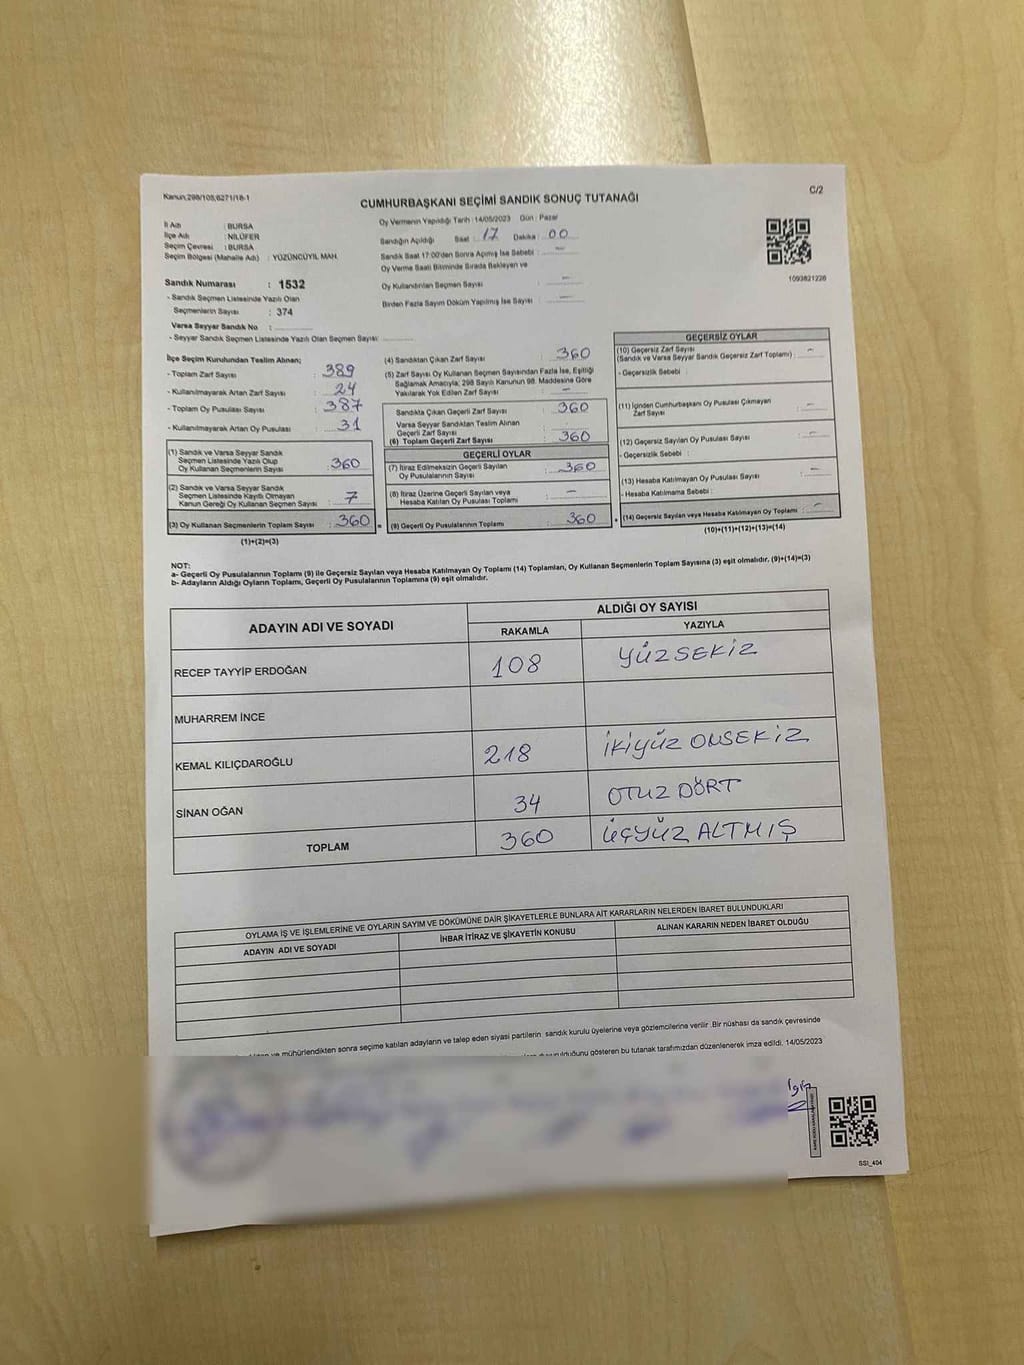 Kanun;298/105,6271/18-1
C/2
CUMHURBAŞKANI SEÇİMİ SANDIK SONUÇ TUTANAĞI
İl Adı : BURSA
İlçe Adı : NİLÜFER
Seçim Çevresi : BURSA
Seçim Bölgesi (Mahalle Adı) : YÜZÜNCÜYIL MAH.
Sandık Numarası : 1532
- Sandık Seçmen Listesinde Yazılı Olan
Seçmenlerin Sayısı : 374
Varsa Seyyar Sandık No :
- Seyyar Sandık Seçmen Listesinde Yazılı Olan Seçmen Sayısı:
Oy Vermenin Yapıldığı Tarih :14/05/2023 Gün : Pazar
Sandığın Açıldığı Saat : 17 Dakika : 00
Sandık Saat 17:00'den Sonra Açılmış İse Sebebi : —
Oy Verme Saati Bitiminde Sırada Bekleyen ve
Oy Kullandırılan Seçmen Sayısı : —
Birden Fazla Sayım Döküm Yapılmış İse Sayısı : —
1093821226
İlçe Seçim Kurulundan Teslim Alınan;
- Toplam Zarf Sayısı : 389
- Kullanılmayarak Artan Zarf Sayısı : 24
- Toplam Oy Pusulası Sayısı : 387
- Kullanılmayarak Artan Oy Pusulası : 31
(1) Sandık ve Varsa Seyyar Sandık
Seçmen Listesinde Yazılı Olup
Oy Kullanan Seçmenlerin Sayısı : 360
(2) Sandık ve Varsa Seyyar Sandık
Seçmen Listesinde Kayıtlı Olmayan
Kanun Gereği Oy Kullanan Seçmen Sayısı : 7
(3) Oy Kullanan Seçmenlerin Toplam Sayısı : 360
(1)+(2)=(3)
(4) Sandıktan Çıkan Zarf Sayısı : 360
(5) Zarf Sayısı Oy Kullanan Seçmen Sayısından Fazla İse, Eşitliği
Sağlamak Amacıyla; 298 Sayılı Kanunun 98. Maddesine Göre
Yakılarak Yok Edilen Zarf Sayısı : —
Sandıkta Çıkan Geçerli Zarf Sayısı : 360
Varsa Seyyar Sandıktan Teslim Alınan
Geçerli Zarf Sayısı :
(6) Toplam Geçerli Zarf Sayısı : 360
GEÇERLİ OYLAR
(7) İtiraz Edilmeksizin Geçerli Sayılan
Oy Pusulalarının Sayısı : 360
(8) İtiraz Üzerine Geçerli Sayılan veya
Hesaba Katılan Oy Pusulası Toplamı : —
(9) Geçerli Oy Pusulalarının Toplamı : 360
GEÇERSİZ OYLAR
(10) Geçersiz Zarf Sayısı
(Sandık ve Varsa Seyyar Sandık Geçersiz Zarf Toplamı) : —
- Geçersizlik Sebebi :
(11) İçinden Cumhurbaşkanı Oy Pusulası Çıkmayan
Zarf Sayısı : —
(12) Geçersiz Sayılan Oy Pusulası Sayısı : —
- Geçersizlik Sebebi :
(13) Hesaba Katılmayan Oy Pusulası Sayısı : —
- Hesaba Katılmama Sebebi :
(14) Geçersiz Sayılan veya Hesaba Katılmayan Oy Toplamı : —
(10)+(11)+(12)+(13)=(14)
NOT:
a- Geçerli Oy Pusulalarının Toplamı (9) ile Geçersiz Sayılan veya Hesaba Katılmayan Oy Toplamı (14) Toplamları, Oy Kullanan Seçmenlerin Toplam Sayısına (3) eşit olmalıdır. (9)+(14)=(3)
b- Adayların Aldığı Oyların Toplamı, Geçerli Oy Pusulalarının Toplamına (9) eşit olmalıdır.
ADAYIN ADI VE SOYADI
ALDIĞI OY SAYISI
RAKAMLA YAZIYLA
RECEP TAYYİP ERDOĞAN 108 YÜZSEKİZ
MUHARREM İNCE
KEMAL KILIÇDAROĞLU 218 İKİYÜZ ONSEKİZ
SİNAN OĞAN 34 OTUZ DÖRT
TOPLAM 360 ÜÇYÜZ ALTMIŞ
OYLAMA İŞ VE İŞLEMLERİNE VE OYLARIN SAYIM VE DÖKÜMÜNE DAİR ŞİKAYETLERLE BUNLARA AİT KARARLARIN NELERDEN İBARET BULUNDUKLARI
ADAYIN ADI VE SOYADI İHBAR İTİRAZ VE ŞİKAYETİN KONUSU ALINAN KARARIN NEDEN İBARET OLDUĞU
ve mühürlendikten sonra seçime katılan adayların ve talep eden siyasi partilerin sandık kurulu üyelerine veya gözlemcilerine verilir .Bir nüshası da sandık çevresinde
gösteren bu tutanak tarafımızdan düzenlenerek imza edildi. 14/05/2023
SSI_404